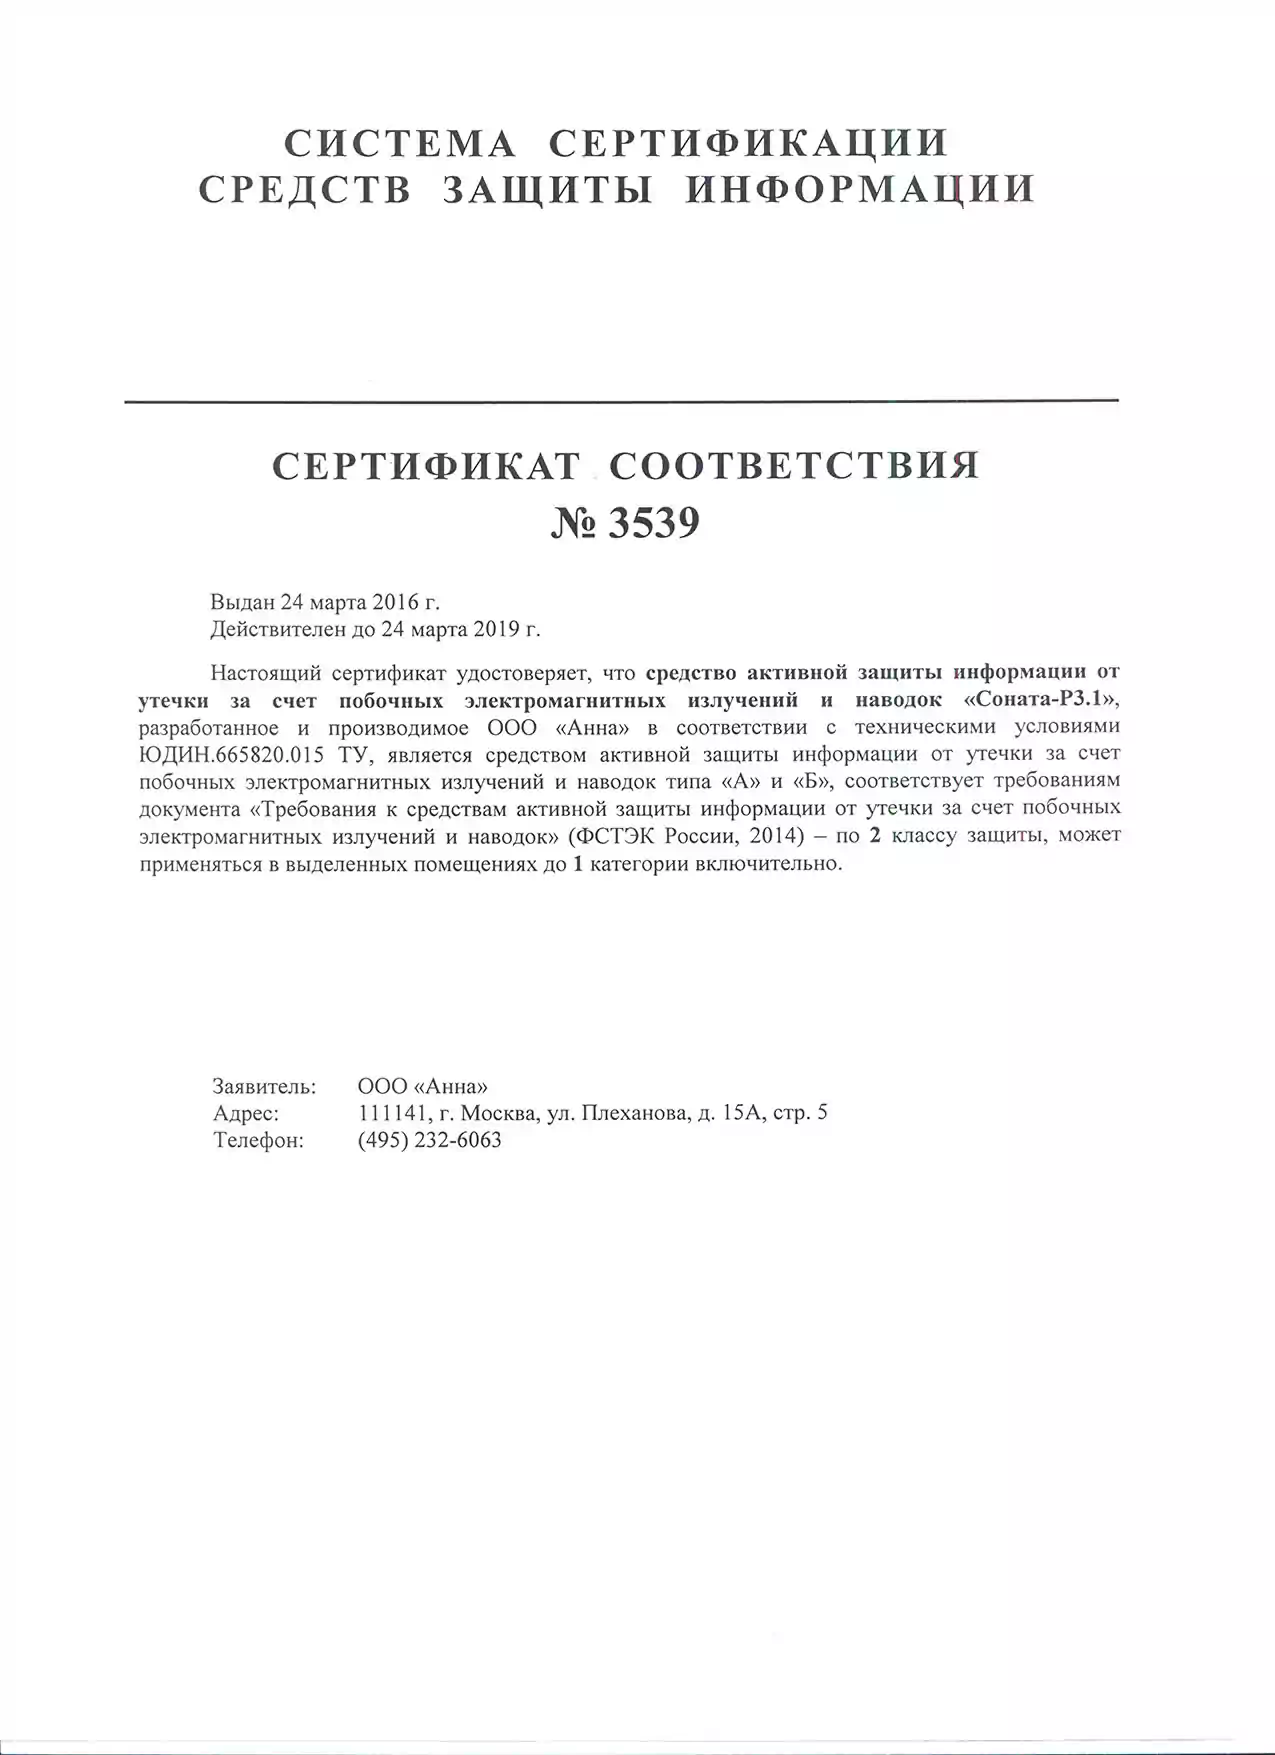 СИСТЕМА СЕРТИФИКАЦИИ
СРЕДСТВ ЗАЩИТЫ ИНФОРМАЦИИ
СЕРТИФИКАТ СООТВЕТСТВИЯ
№ 3539
Выдан 24 марта 2016 г.
Действителен до 24 марта 2019 г.
Настоящий сертификат удостоверяет, что средство активной защиты информации от
утечки за счет побочных электромагнитных излучений и наводок «Соната-Р3.1»,
разработанное и производимое ООО «Анна» в соответствии с техническими условиями
ЮДИН.665820.015 ТУ, является средством активной защиты информации от утечки за счет
побочных электромагнитных излучений и наводок типа «А» и «Б», соответствует требованиям
документа «Требования к средствам активной защиты информации от утечки за счет побочных
электромагнитных излучений и наводок» (ФСТЭК России, 2014) – по 2 классу защиты, может
применяться в выделенных помещениях до 1 категории включительно.
Заявитель: ООО «Анна»
Адрес: 111141, г. Москва, ул. Плеханова, д. 15А, стр. 5
Телефон: (495) 232-6063